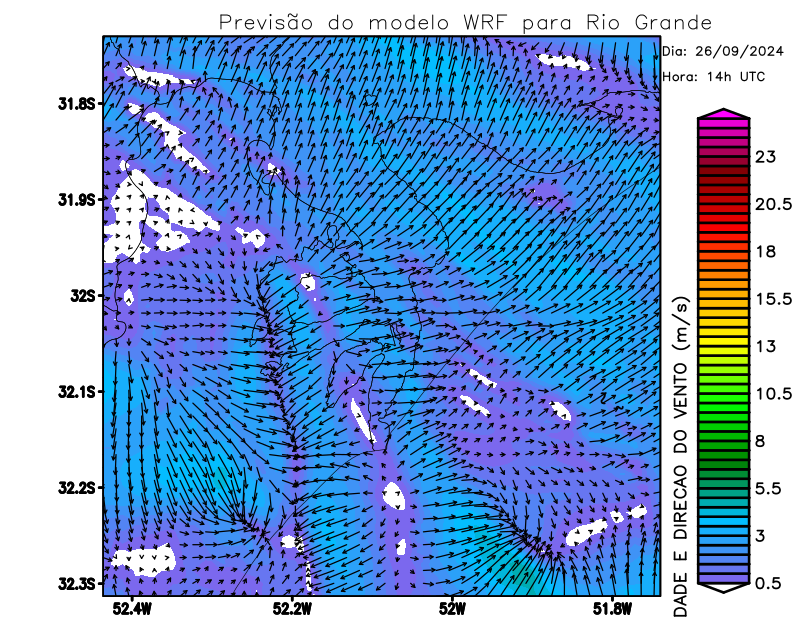 Previsão do modelo WRF para Rio Grande
Dia: 26/09/2024
Hora: 14h UTC
31.8S
31.9S
32S
32.1S
32.2S
32.3S
52.4W
52.2W
52W
51.8W
23
20.5
18
15.5
13
10.5
8
5.5
3
0.5
DADE E DIRECAO DO VENTO (m/s)